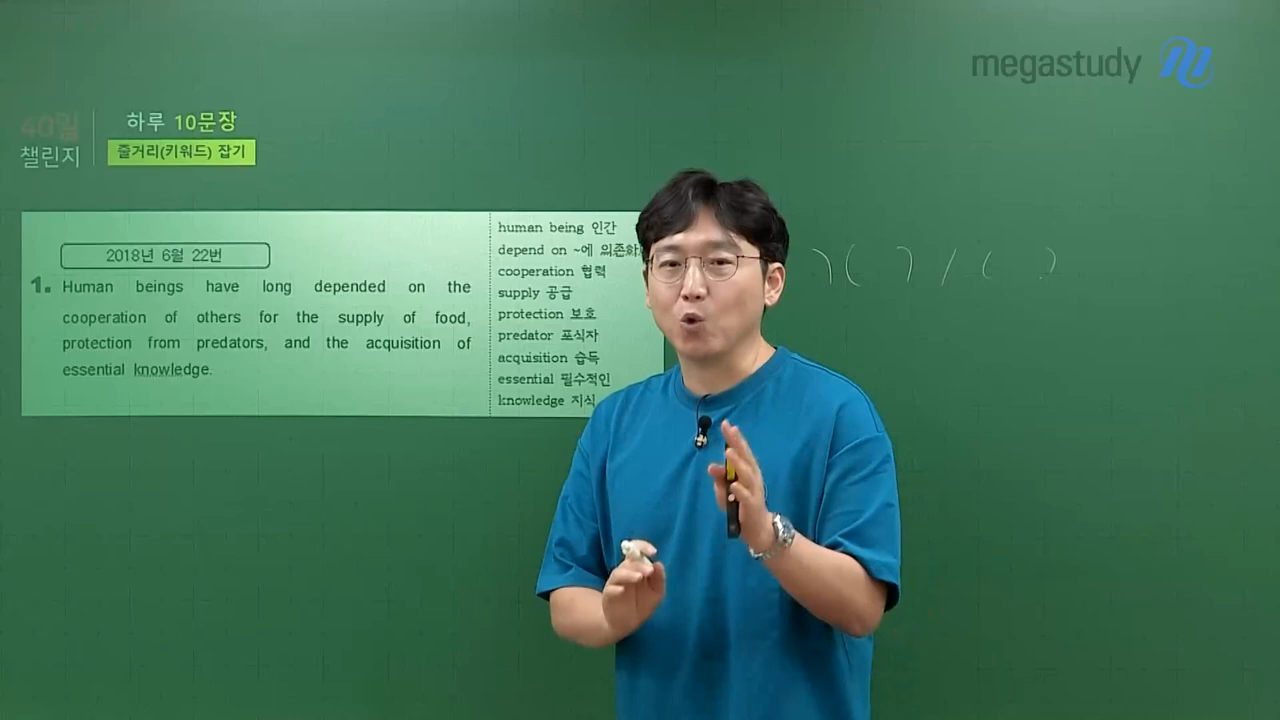 megastudy
40일
챌린지
하루 10문장
줄거리(키워드) 잡기
2018년 6월 22번
1. Human beings have long depended on the
cooperation of others for the supply of food,
protection from predators, and the acquisition of
essential knowledge.
human being 인간
depend on ~에 의존
cooperation 협력
supply 공급
protection 보호
predator 포식자
acquisition 습득
essential 필수적인
knowledge 지식